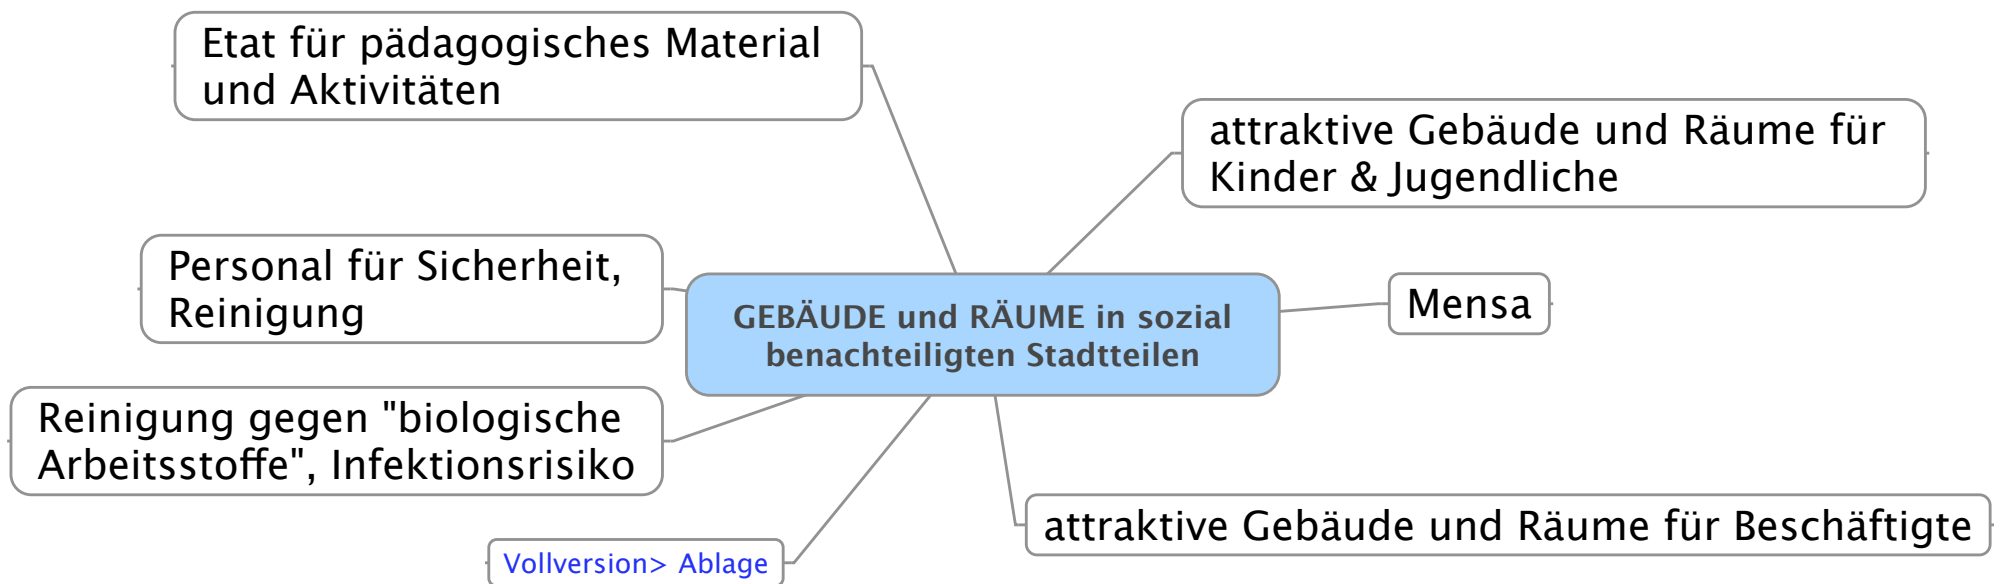 Etat für pädagogisches Material
und Aktivitäten
attraktive Gebäude und Räume für
Kinder & Jugendliche
Personal für Sicherheit,
Reinigung
GEBÄUDE und RÄUME in sozial
benachteiligten Stadtteilen
Mensa
Reinigung gegen "biologische
Arbeitsstoffe", Infektionsrisiko
attraktive Gebäude und Räume für Beschäftigte
Vollversion> Ablage